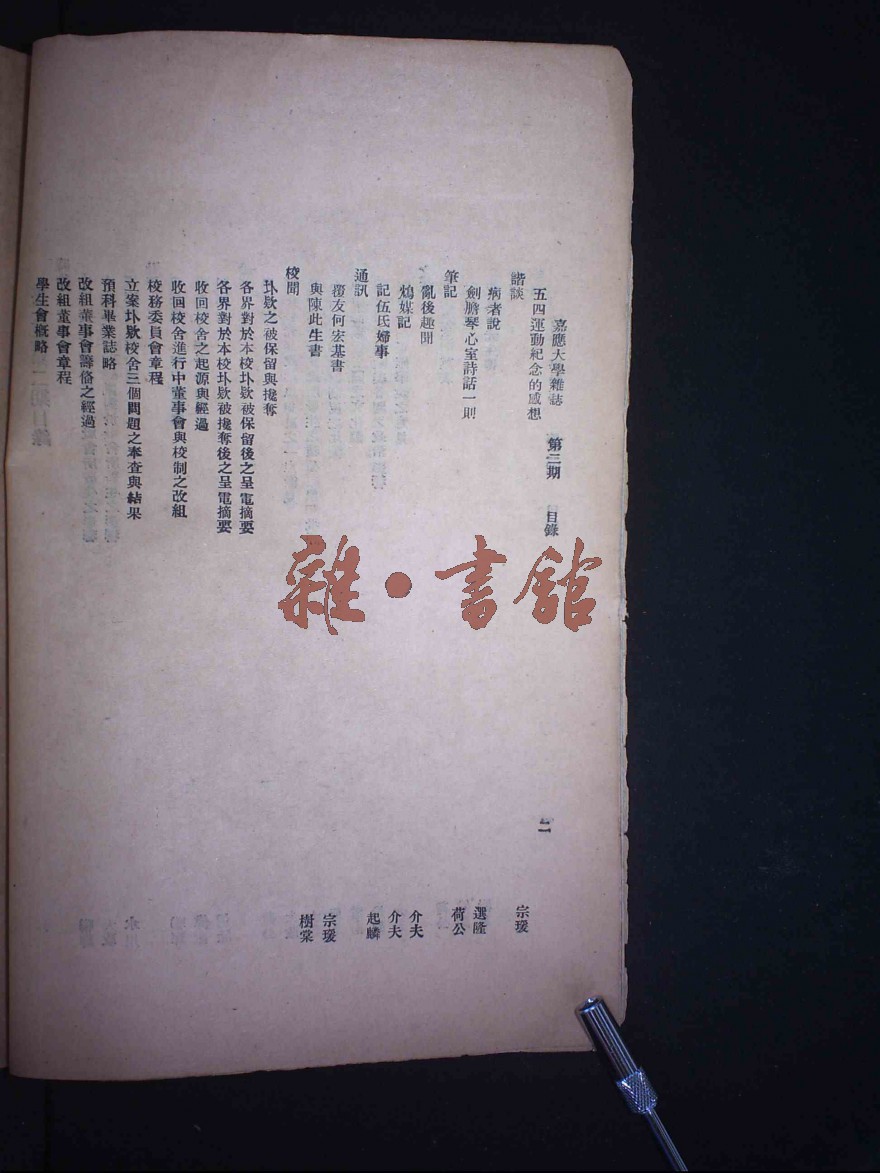 嘉應大學雜誌 第三期 目錄 二
五四運動紀念的感想 宗瑗
諧談
病者說 選隆
劍膽琴心室詩話一則 荷公
筆記
亂後趣聞 介夫
鴆媒記 介夫
記伍氏婦事 起麟
通訊
覆友何宏基書 宗瑗
與陳此生書 樹棠
校聞
圤欵之被保留與攙奪
各界對於本校圤欵被保留後之呈電摘要
各界對於本校圤欵被攙奪後之呈電摘要
收回校舍之起源與經過
收回校舍進行中董事會與校制之改組
校務委員會章程
立案圤欵校舍三個問題之奉查與結果
預科畢業誌略
改組董事會籌備之經過
改組董事會章程
學生會概略
雜·書館